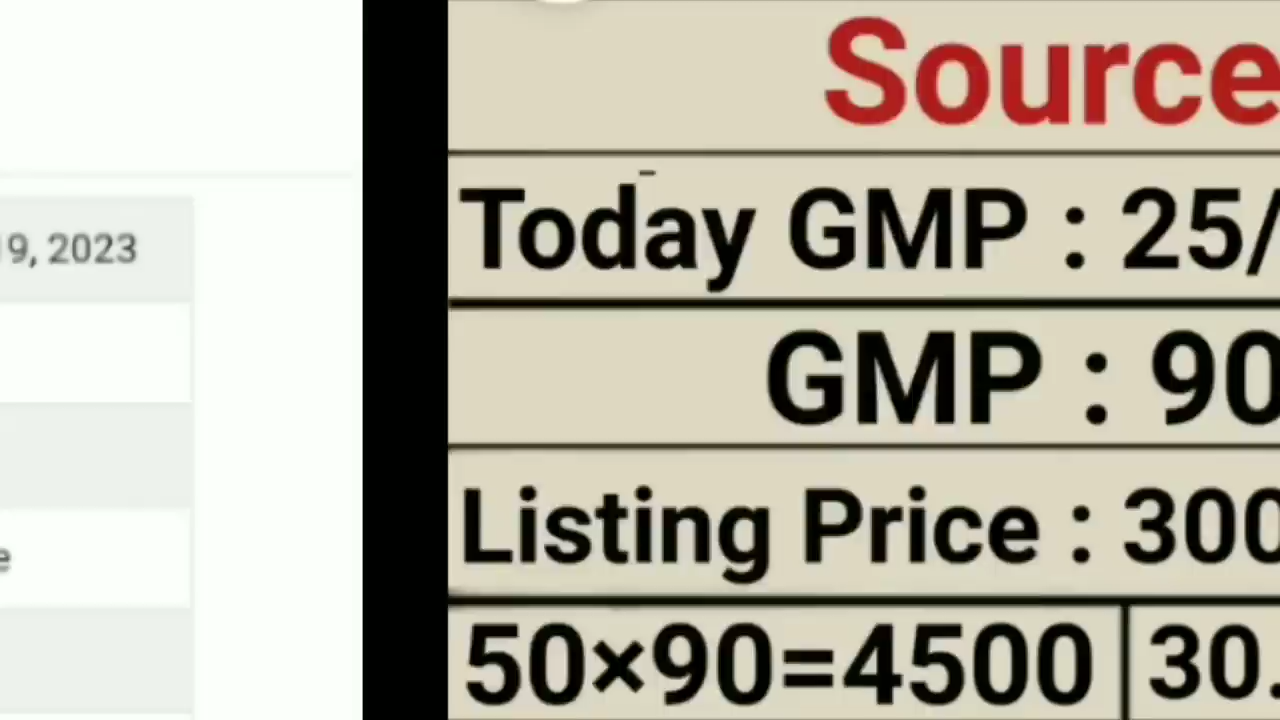 Source
Today GMP : 25/
9, 2023
GMP : 90
Listing Price : 300
e
50×90=4500 30.